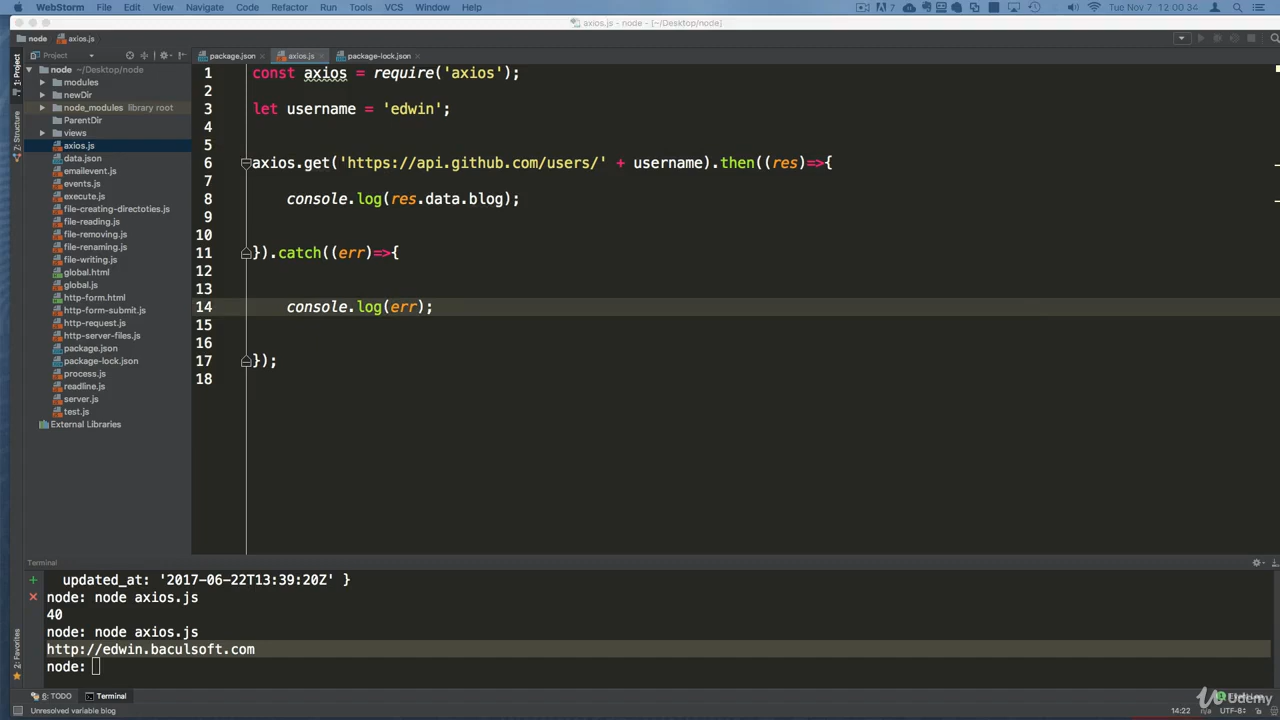 WebStorm File Edit View Navigate Code Refactor Run Tools VCS Window Help 7 Tue Nov 7 12:00:34
axios.js - node - [~/Desktop/node]
node axios.js
Project package.json axios.js package-lock.json
1: Project
7: Structure
2: Favorites
node ~/Desktop/node
modules
newDir
node_modules library root
ParentDir
views
axios.js
data.json
emailevent.js
events.js
execute.js
file-creating-directoties.js
file-reading.js
file-removing.js
file-renaming.js
file-writing.js
global.html
global.js
http-form.html
http-form-submit.js
http-request.js
http-server-files.js
package.json
package-lock.json
process.js
readline.js
server.js
test.js
External Libraries
1 const axios = require('axios');
2
3 let username = 'edwin';
4
5
6 axios.get('https://api.github.com/users/' + username).then((res)=>{
7
8 console.log(res.data.blog);
9
10
11 }).catch((err)=>{
12
13
14 console.log(err);
15
16
17 });
18
Terminal
updated_at: '2017-06-22T13:39:20Z' }
node: node axios.js
40
node: node axios.js
http://edwin.baculsoft.com
node:
6: TODO Terminal
Unresolved variable blog 14:22 n/a UTF-8
Udemy